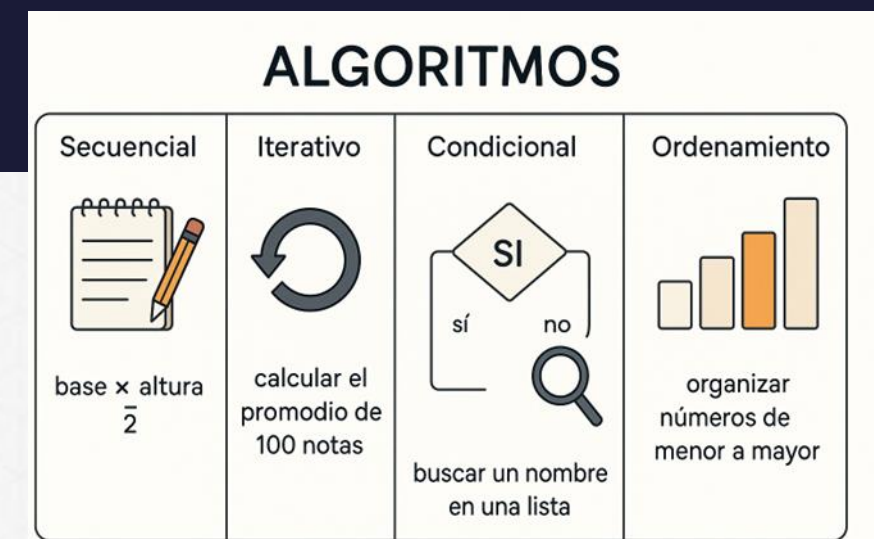 ALGORITMOS
Secuencial
base × altura
2
Iterativo
calcular el
promodio de
100 notas
Condicional
SI
sí no
buscar un nombre
en una lista
Ordenamiento
organizar
números de
menor a mayor